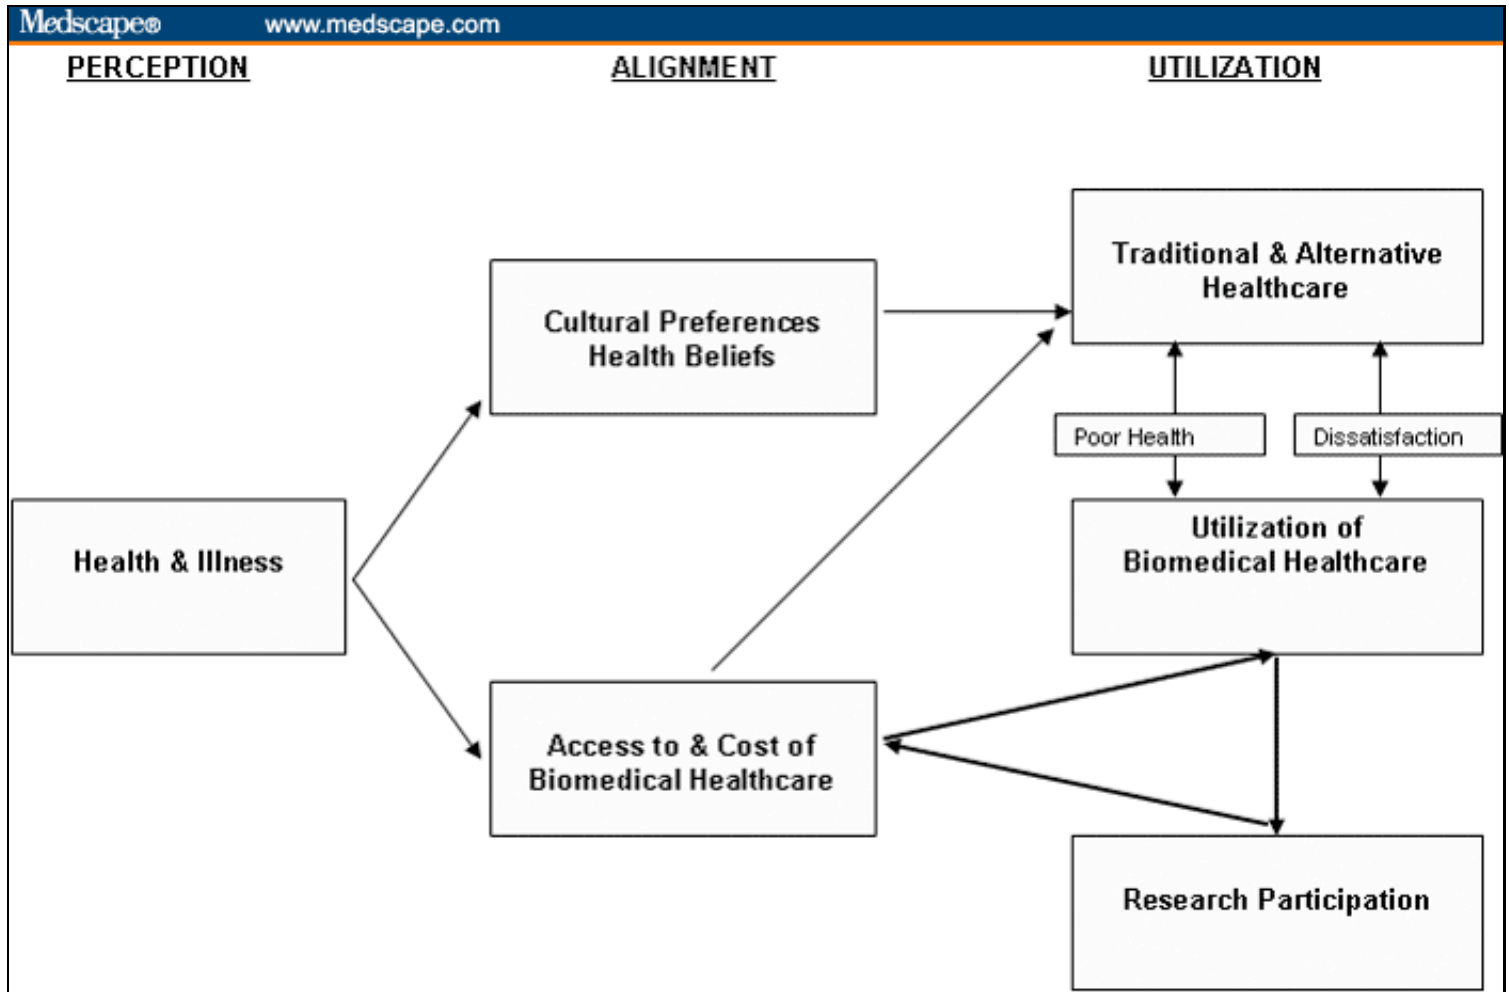 Medscape® www.medscape.com
PERCEPTION ALIGNMENT UTILIZATION
Traditional & Alternative
Healthcare
Cultural Preferences
Health Beliefs
Poor Health
Dissatisfaction
Health & Illness
Utilization of
Biomedical Healthcare
Access to & Cost of
Biomedical Healthcare
Research Participation